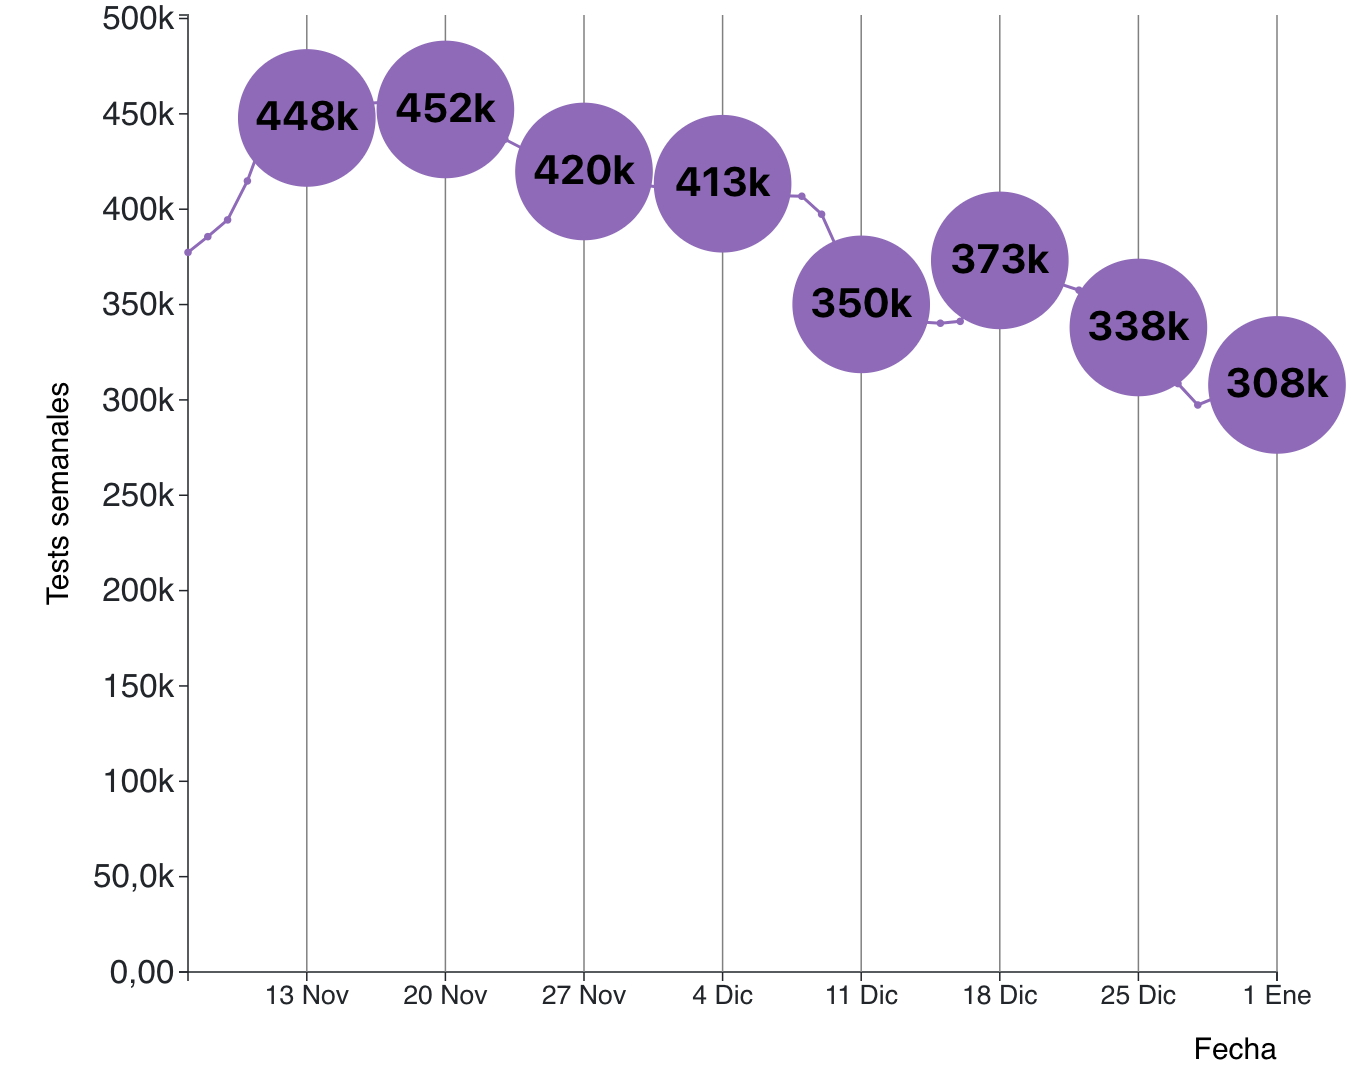 500k
450k
400k
350k
300k
250k
200k
150k
100k
50,0k
0,00
Tests semanales
448k
452k
420k
413k
350k
373k
338k
308k
13 Nov
20 Nov
27 Nov
4 Dic
11 Dic
18 Dic
25 Dic
1 Ene
Fecha